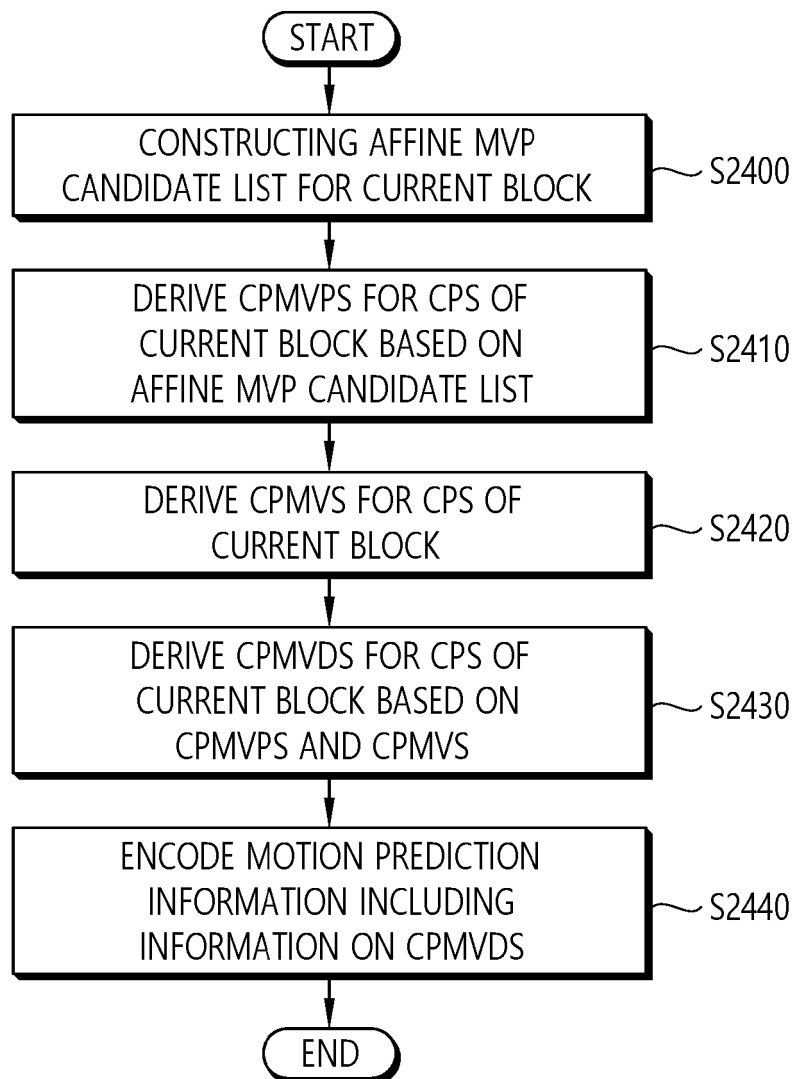 START
CONSTRUCTING AFFINE MVP
CANDIDATE LIST FOR CURRENT BLOCK
S2400
DERIVE CPMVPS FOR CPS OF
CURRENT BLOCK BASED ON
AFFINE MVP CANDIDATE LIST
S2410
DERIVE CPMVS FOR CPS OF
CURRENT BLOCK
S2420
DERIVE CPMVDS FOR CPS OF
CURRENT BLOCK BASED ON
CPMVPS AND CPMVS
S2430
ENCODE MOTION PREDICTION
INFORMATION INCLUDING
INFORMATION ON CPMVDS
S2440
END